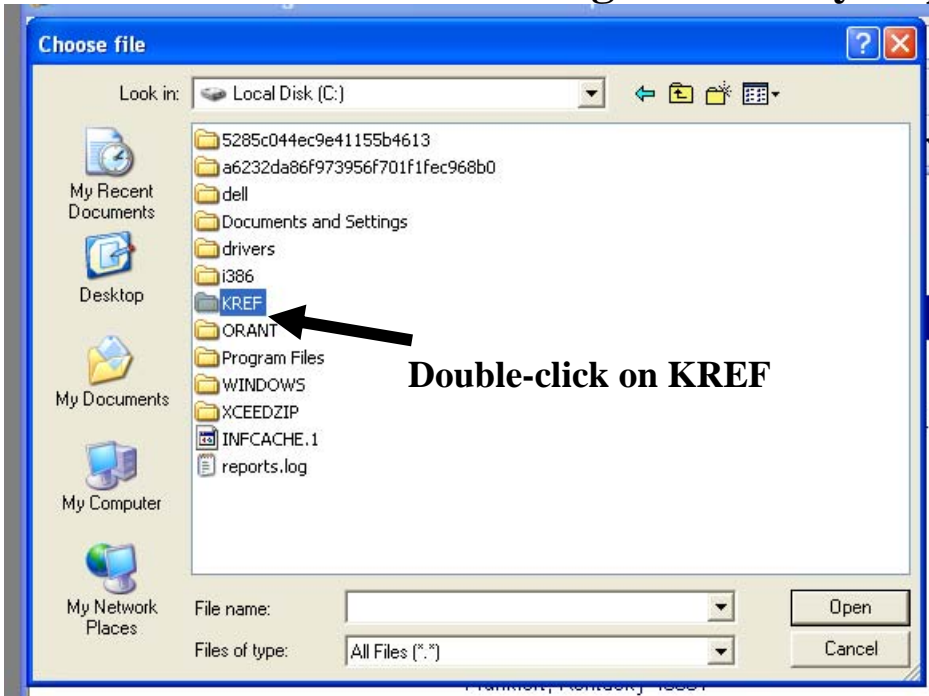 Choose file
Look in: Local Disk (C:)
5285c044ec9e41155b4613
a6232da86f973956f701f1fec968b0
dell
Documents and Settings
drivers
i386
KREF
ORANT
Program Files
WINDOWS
XCEEDZIP
INFCACHE.1
reports.log
My Recent
Documents
Desktop
My Documents
My Computer
My Network
Places
Double-click on KREF
File name:
Open
Files of type: All Files (*.*)
Cancel